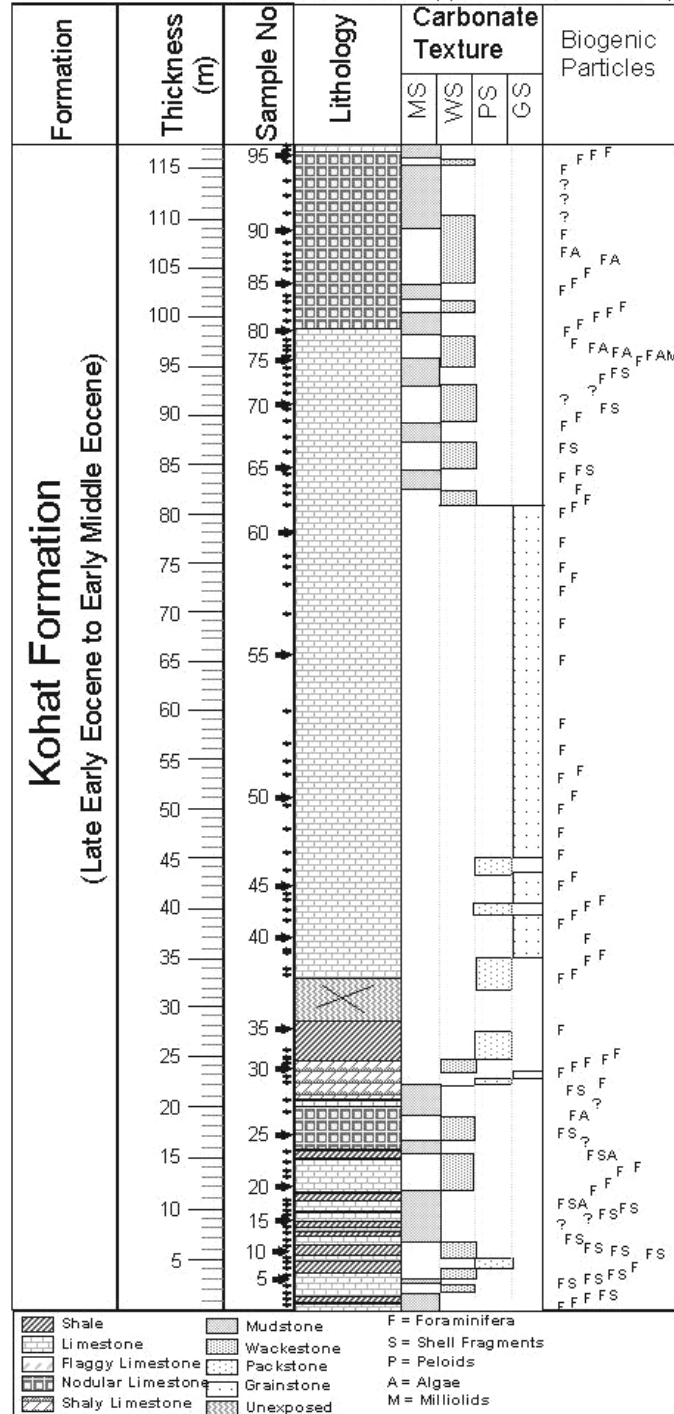 Formation
Thickness
(m)
Sample No
Lithology
Carbonate
Texture
MS
WS
PS
GS
Biogenic
Particles
Kohat Formation
(Late Early Eocene to Early Middle Eocene)
115
110
105
100
95
90
85
80
75
70
65
60
55
50
45
40
35
30
25
20
15
10
5
95
90
85
80
75
70
65
60
55
50
45
40
35
30
25
20
15
10
5
F F F F
?
?
?
F
FA
FA
F F F
F F F F F
F FA FA F FAM
F FS
?
?
F F FS
FS
F FS
F
F F F
F
F
F
F
F
F
F
F
F F
F
F
F
F
F F
F F F F
F
F F F F
F
F F F F F
FS F
?
FA
FS
?
FSA
F F
F F
FSA
? ? FS FS
FS FS FS FS
F
FS FS FS
F F F FS
Shale
Limestone
Flaggy Limestone
Nodular Limestone
Shaly Limestone
Mudstone
Wackestone
Packstone
Grainstone
Unexposed
F = Foraminifera
S = Shell Fragments
P = Peloids
A = Algae
M = Milliolids